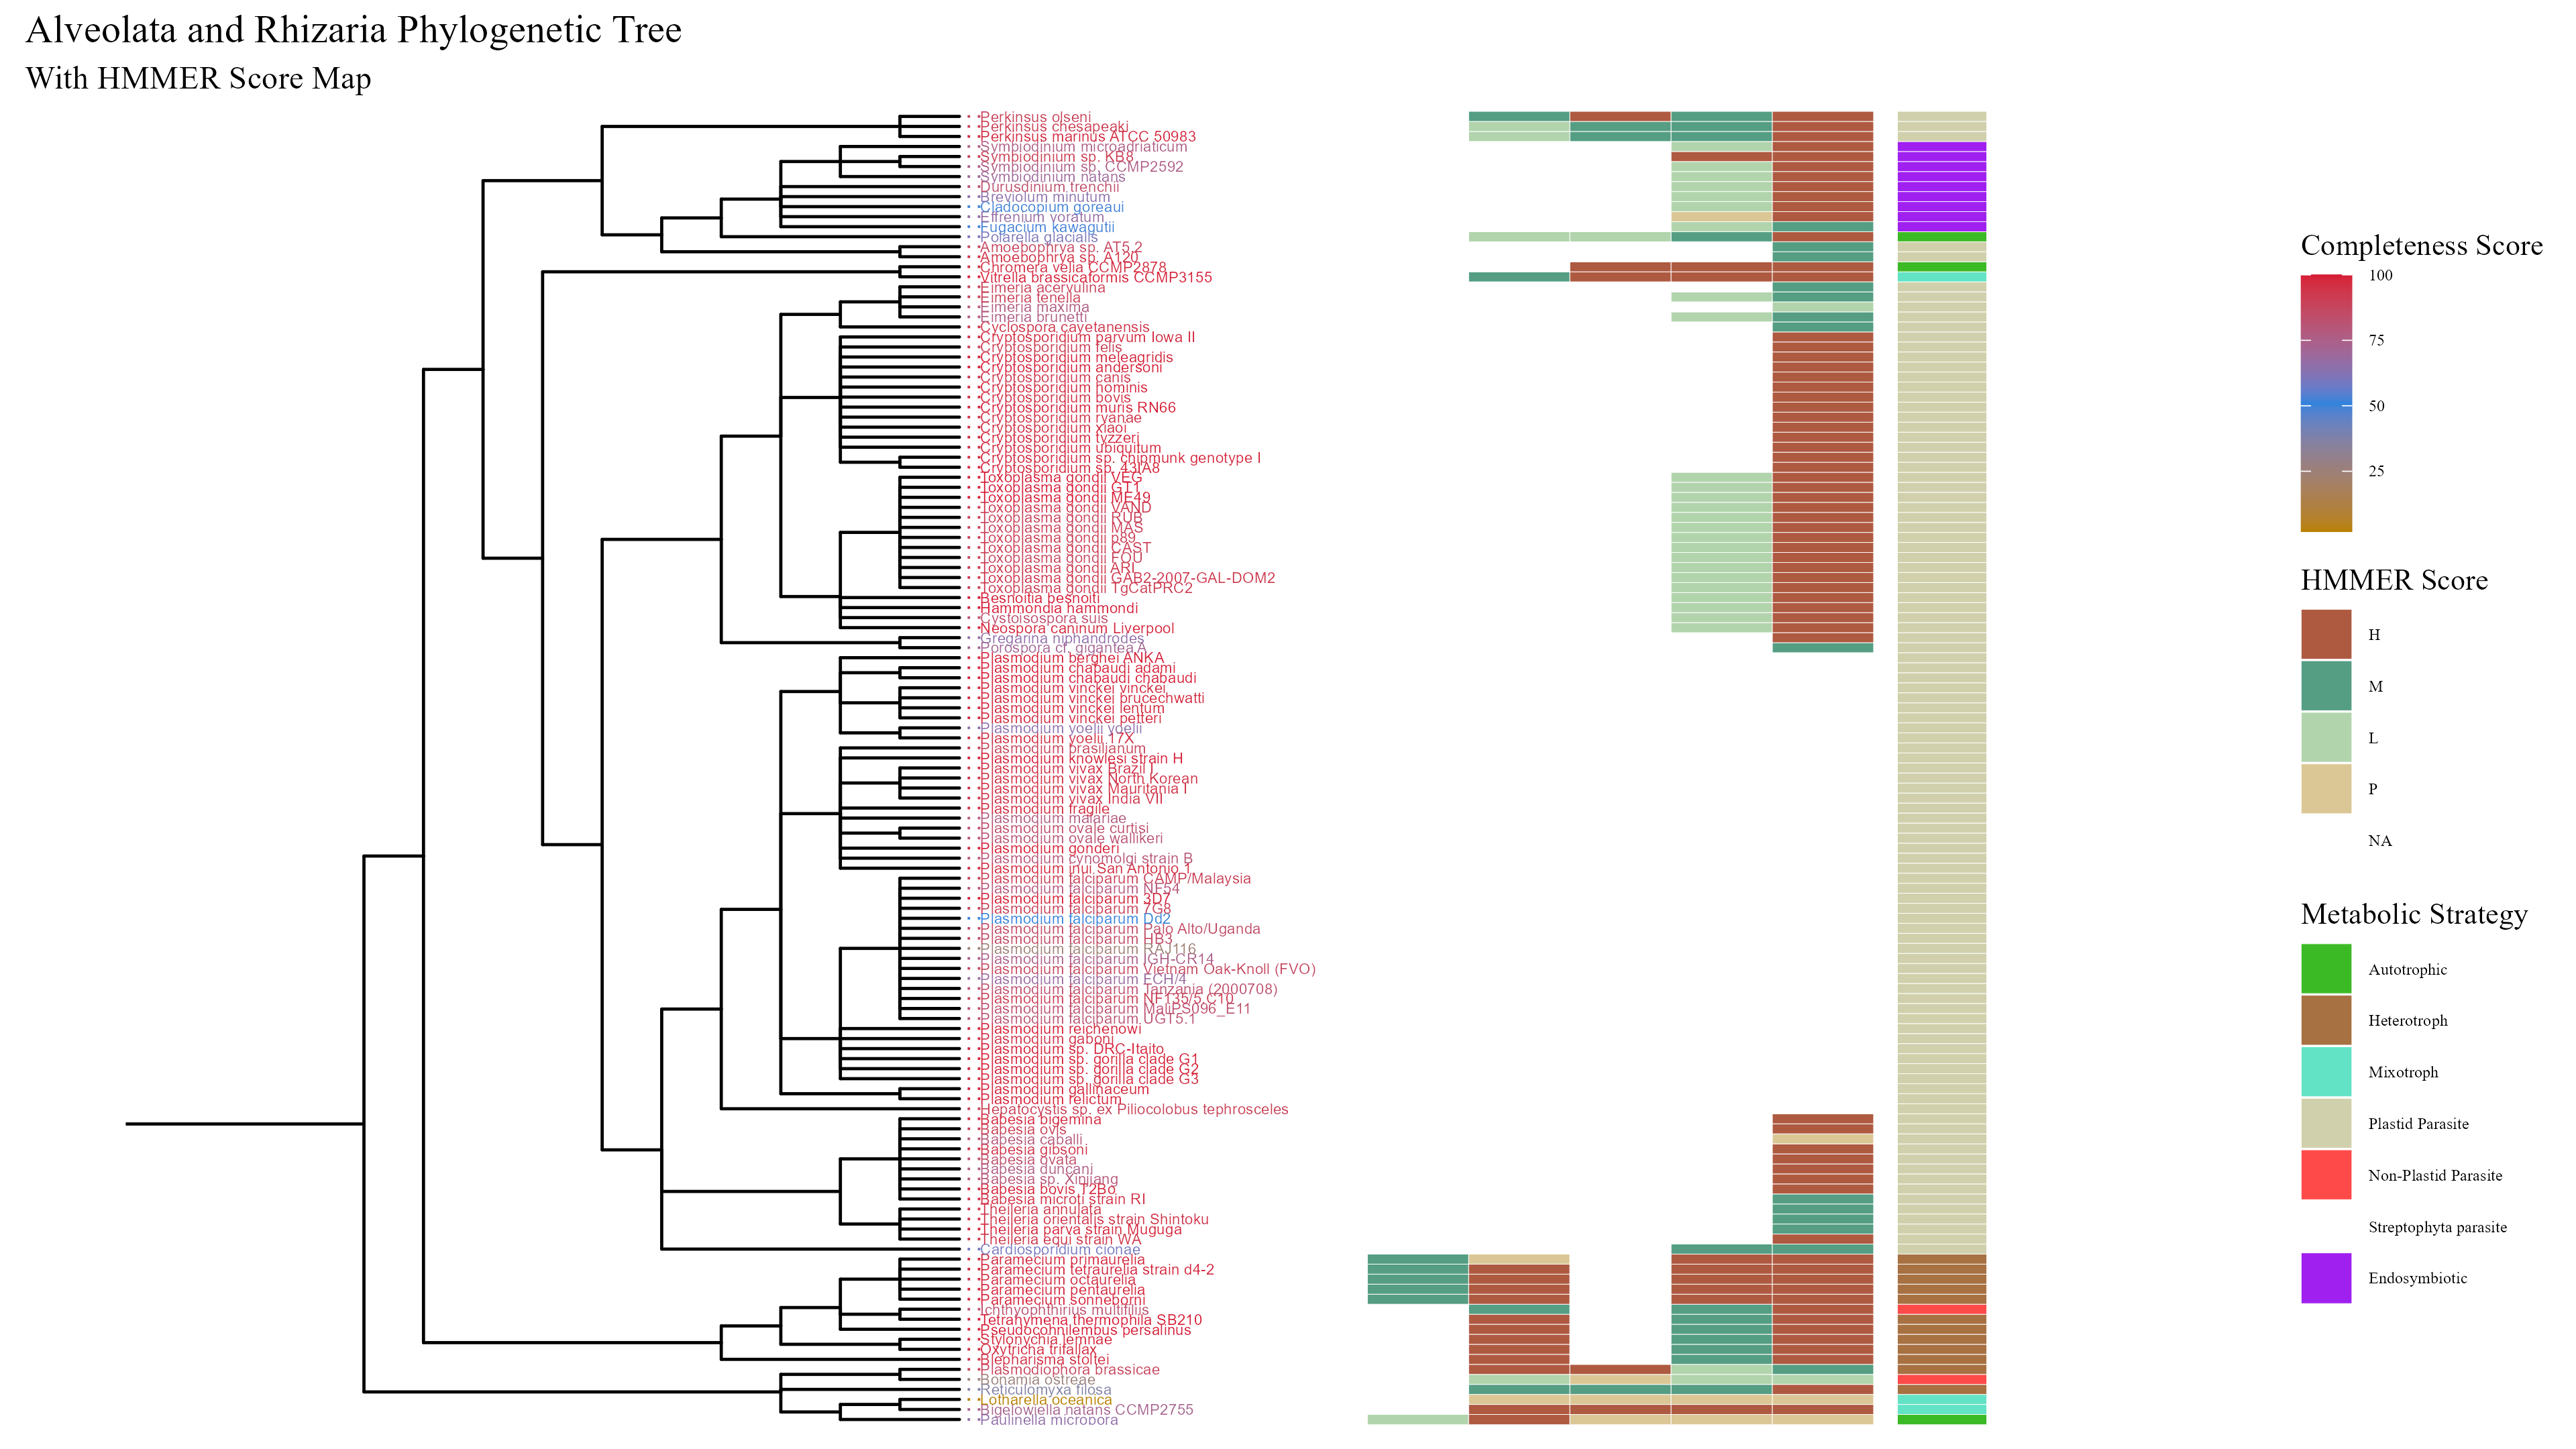 Alveolata and Rhizaria Phylogenetic Tree
With HMMER Score Map
Perkinsus olseni
Perkinsus chesapeaki
Perkinsus marinus ATCC 50983
Symbiodinium microadriaticum
Symbiodinium sp. KB8
Symbiodinium sp. CCMP2592
Symbiodinium natans
Durusdinium trenchii
Breviolum minutum
Cladocopium goreaui
Effrenium voratum
Fugacium kawagutii
Polarella glacialis
Amoebophrya sp. AT5.2
Amoebophrya sp. A120
Chromera velia CCMP2878
Vitrella brassicaformis CCMP3155
Eimeria acervulina
Eimeria tenella
Eimeria maxima
Eimeria brunetti
Cyclospora cayetanensis
Cryptosporidium parvum Iowa II
Cryptosporidium felis
Cryptosporidium meleagridis
Cryptosporidium andersoni
Cryptosporidium canis
Cryptosporidium hominis
Cryptosporidium bovis
Cryptosporidium muris RN66
Cryptosporidium ryanae
Cryptosporidium xiaoi
Cryptosporidium tyzzeri
Cryptosporidium ubiquitum
Cryptosporidium sp. chipmunk genotype I
Cryptosporidium sp. 43IA8
Toxoplasma gondii VEG
Toxoplasma gondii GT1
Toxoplasma gondii ME49
Toxoplasma gondii VAND
Toxoplasma gondii RUB
Toxoplasma gondii MAS
Toxoplasma gondii p89
Toxoplasma gondii CAST
Toxoplasma gondii FOU
Toxoplasma gondii ARI
Toxoplasma gondii GAB2-2007-GAL-DOM2
Toxoplasma gondii TgCatPRC2
Besnoitia besnoiti
Hammondia hammondi
Cystoisospora suis
Neospora caninum Liverpool
Gregarina niphandrodes
Porospora cf. gigantea A
Plasmodium berghei ANKA
Plasmodium chabaudi adami
Plasmodium chabaudi chabaudi
Plasmodium vinckei vinckei
Plasmodium vinckei brucechwatti
Plasmodium vinckei lentum
Plasmodium vinckei petteri
Plasmodium yoelii yoelii
Plasmodium yoelii 17X
Plasmodium brasilianum
Plasmodium knowlesi strain H
Plasmodium vivax Brazil I
Plasmodium vivax North Korean
Plasmodium vivax Mauritania I
Plasmodium vivax India VII
Plasmodium fragile
Plasmodium malariae
Plasmodium ovale curtisi
Plasmodium ovale wallikeri
Plasmodium gonderi
Plasmodium cynomolgi strain B
Plasmodium inui San Antonio 1
Plasmodium falciparum CAMP/Malaysia
Plasmodium falciparum NF54
Plasmodium falciparum 3D7
Plasmodium falciparum 7G8
Plasmodium falciparum Dd2
Plasmodium falciparum Palo Alto/Uganda
Plasmodium falciparum HB3
Plasmodium falciparum RAJ116
Plasmodium falciparum IGH-CR14
Plasmodium falciparum Vietnam Oak-Knoll (FVO)
Plasmodium falciparum FCH/4
Plasmodium falciparum Tanzania (2000708)
Plasmodium falciparum NF135/5.C10
Plasmodium falciparum MaliPS096_E11
Plasmodium falciparum UGT5.1
Plasmodium reichenowi
Plasmodium gaboni
Plasmodium sp. DRC-Itaito
Plasmodium sp. gorilla clade G1
Plasmodium sp. gorilla clade G2
Plasmodium sp. gorilla clade G3
Plasmodium gallinaceum
Plasmodium relictum
Hepatocystis sp. ex Piliocolobus tephrosceles
Babesia bigemina
Babesia ovis
Babesia caballi
Babesia gibsoni
Babesia ovata
Babesia duncani
Babesia sp. Xinjiang
Babesia bovis T2Bo
Babesia microti strain RI
Theileria annulata
Theileria orientalis strain Shintoku
Theileria parva strain Muguga
Theileria equi strain WA
Cardiosporidium cionae
Paramecium primaurelia
Paramecium tetraurelia strain d4-2
Paramecium octaurelia
Paramecium pentaurelia
Paramecium sonneborni
Ichthyophthirius multifiliis
Tetrahymena thermophila SB210
Pseudocohnilembus persalinus
Stylonychia lemnae
Oxytricha trifallax
Blepharisma stoltei
Plasmodiophora brassicae
Bonamia ostreae
Reticulomyxa filosa
Lotharella oceanica
Bigelowiella natans CCMP2755
Paulinella micropora
Completeness Score
100
75
50
25
HMMER Score
H
M
L
P
NA
Metabolic Strategy
Autotrophic
Heterotroph
Mixotroph
Plastid Parasite
Non-Plastid Parasite
Streptophyta parasite
Endosymbiotic